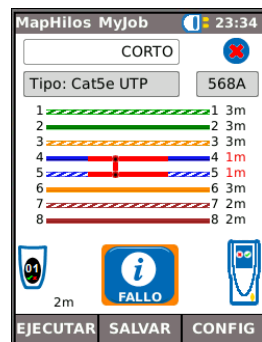 MapHilos MyJob 23:34
CORTO
Tipo: Cat5e UTP 568A
1 1 3m
2 2 3m
3 3 3m
4 4 1m
5 5 1m
6 6 3m
7 7 2m
8 8 2m
01
2m
i
FALLO
EJECUTAR SALVAR CONFIG